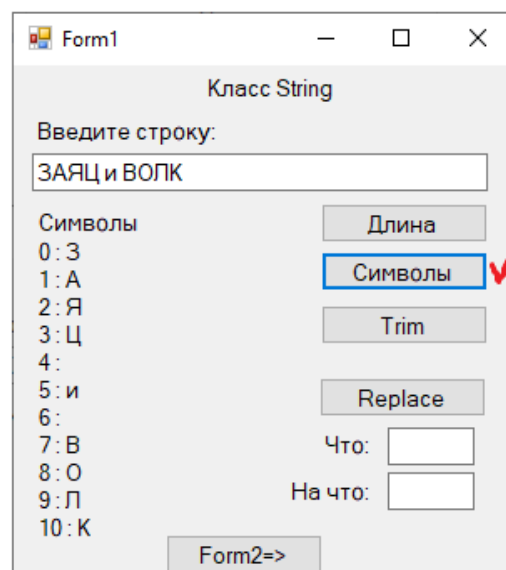 Form1
Класс String
Введите строку:
ЗАЯЦ и ВОЛК
Символы
0 : З
1 : А
2 : Я
3 : Ц
4 :
5 : и
6 :
7 : В
8 : О
9 : Л
10 : К
Длина
Символы
Trim
Replace
Что:
На что:
Form2=>